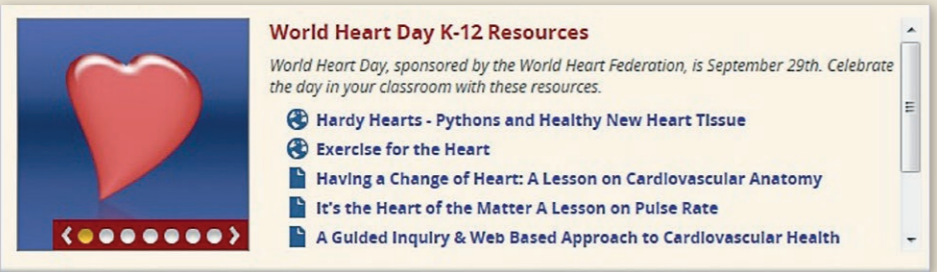 World Heart Day K-12 Resources
World Heart Day, sponsored by the World Heart Federation, is September 29th. Celebrate
the day in your classroom with these resources.
Hardy Hearts - Pythons and Healthy New Heart Tissue
Exercise for the Heart
Having a Change of Heart: A Lesson on Cardiovascular Anatomy
It's the Heart of the Matter A Lesson on Pulse Rate
A Guided Inquiry & Web Based Approach to Cardiovascular Health